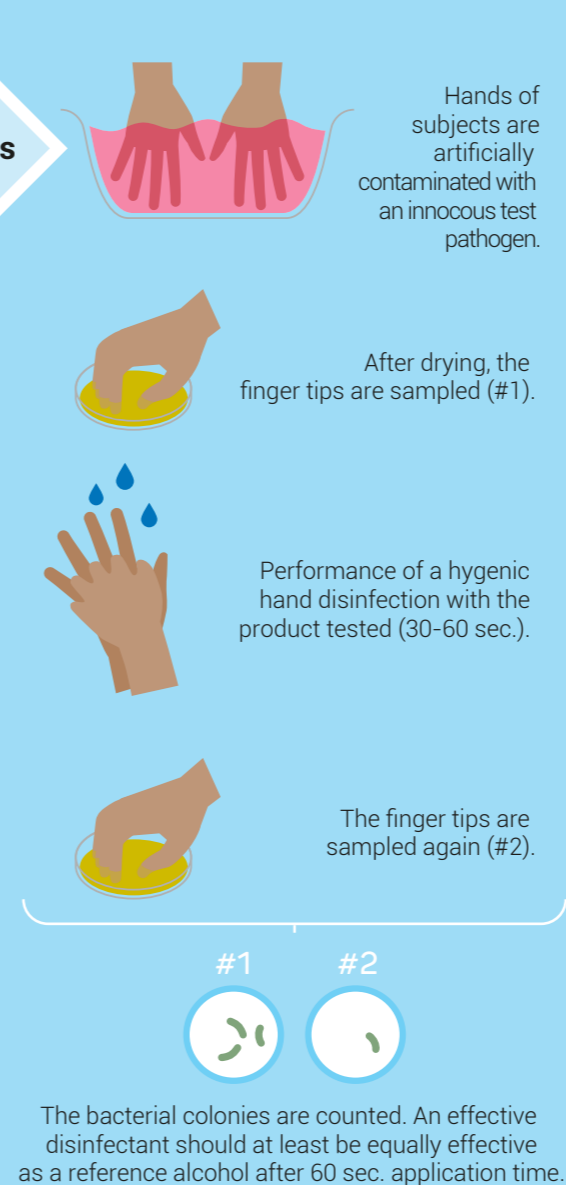 s
Hands of
subjects are
artificially
contaminated with
an innocous test
pathogen.
After drying, the
finger tips are sampled (#1).
Performance of a hygenic
hand disinfection with the
product tested (30-60 sec.).
The finger tips are
sampled again (#2).
#1 #2
The bacterial colonies are counted. An effective
disinfectant should at least be equally effective
as a reference alcohol after 60 sec. application time.